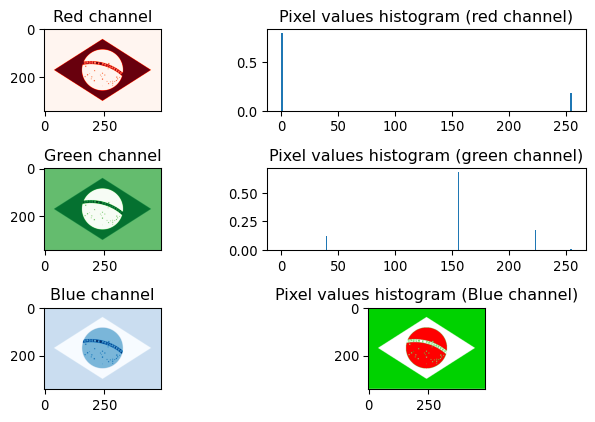 Red channel
Pixel values histogram (red channel)
0
200
0 250
0.5
0.0
0 50 100 150 200 250
Green channel
Pixel values histogram (green channel)
0
200
0 250
0.50
0.25
0.00
0 50 100 150 200 250
Blue channel
Pixel values histogram (Blue channel)
0
200
0 250
0
200
0 250